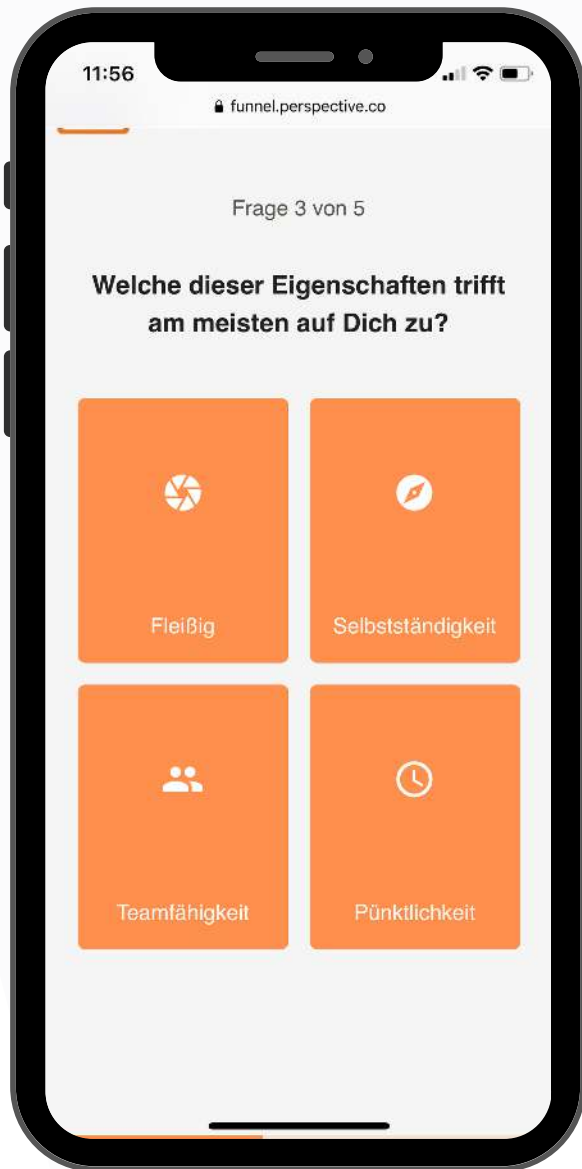 11:56
funnel.perspective.co
Frage 3 von 5
Welche dieser Eigenschaften trifft
am meisten auf Dich zu?
Fleißig
Selbstständigkeit
Teamfähigkeit
Pünktlichkeit